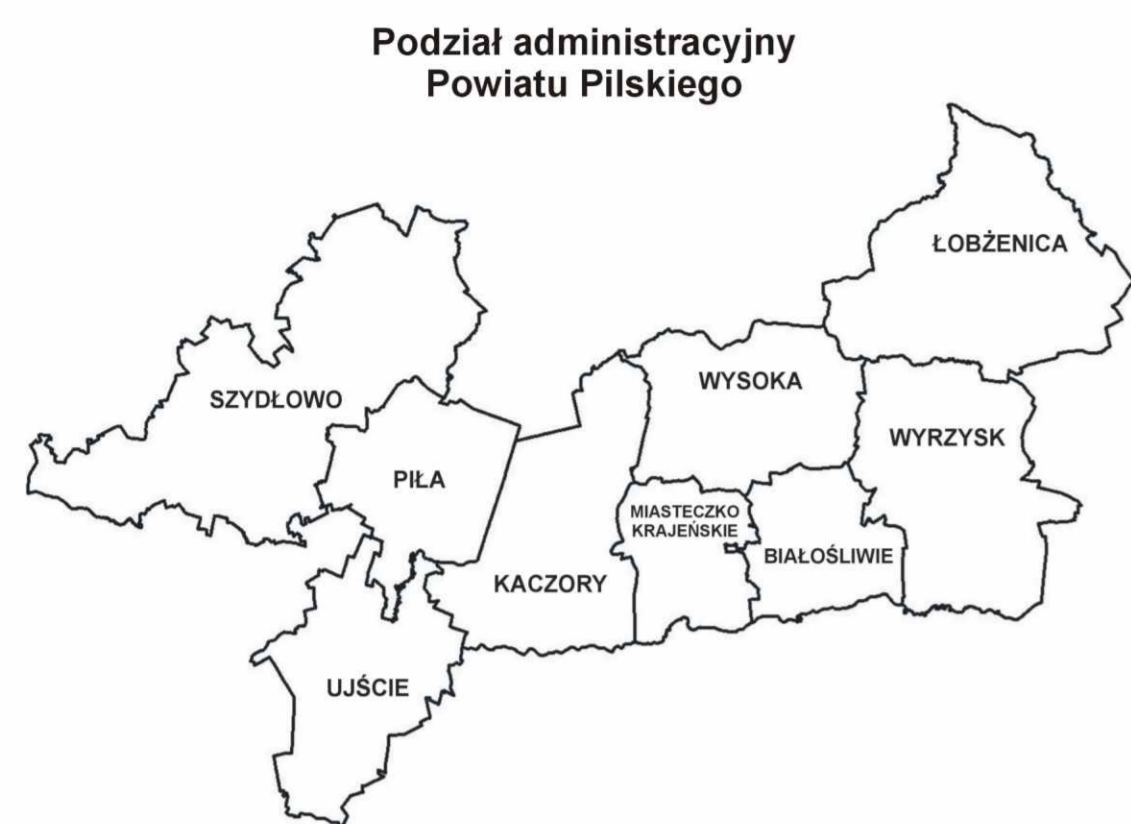 Podział administracyjny
Powiatu Pilskiego
ŁOBŻENICA
WYSOKA
SZYDŁOWO
WYRZYSK
PIŁA
MIASTECZKO
KRAJEŃSKIE
BIAŁOŚLIWIE
KACZORY
UJŚCIE